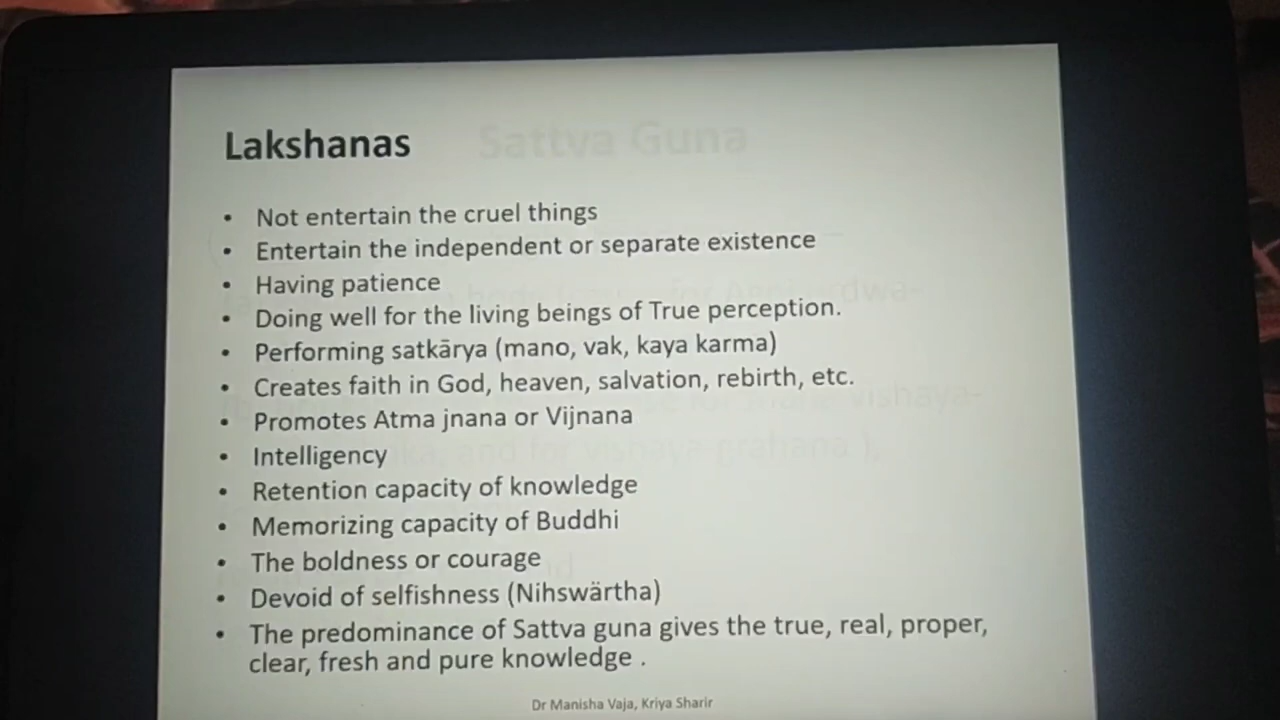 Lakshanas Sattva Guna
• Not entertain the cruel things
• Entertain the independent or separate existence
• Having patience
• Doing well for the living beings of True perception.
• Performing satkārya (mano, vak, kaya karma)
• Creates faith in God, heaven, salvation, rebirth, etc.
• Promotes Atma jnana or Vijnana
• Intelligency
• Retention capacity of knowledge
• Memorizing capacity of Buddhi
• The boldness or courage
• Devoid of selfishness (Nihswärtha)
• The predominance of Sattva guna gives the true, real, proper,
clear, fresh and pure knowledge .
Dr Manisha Vaja, Kriya Sharir